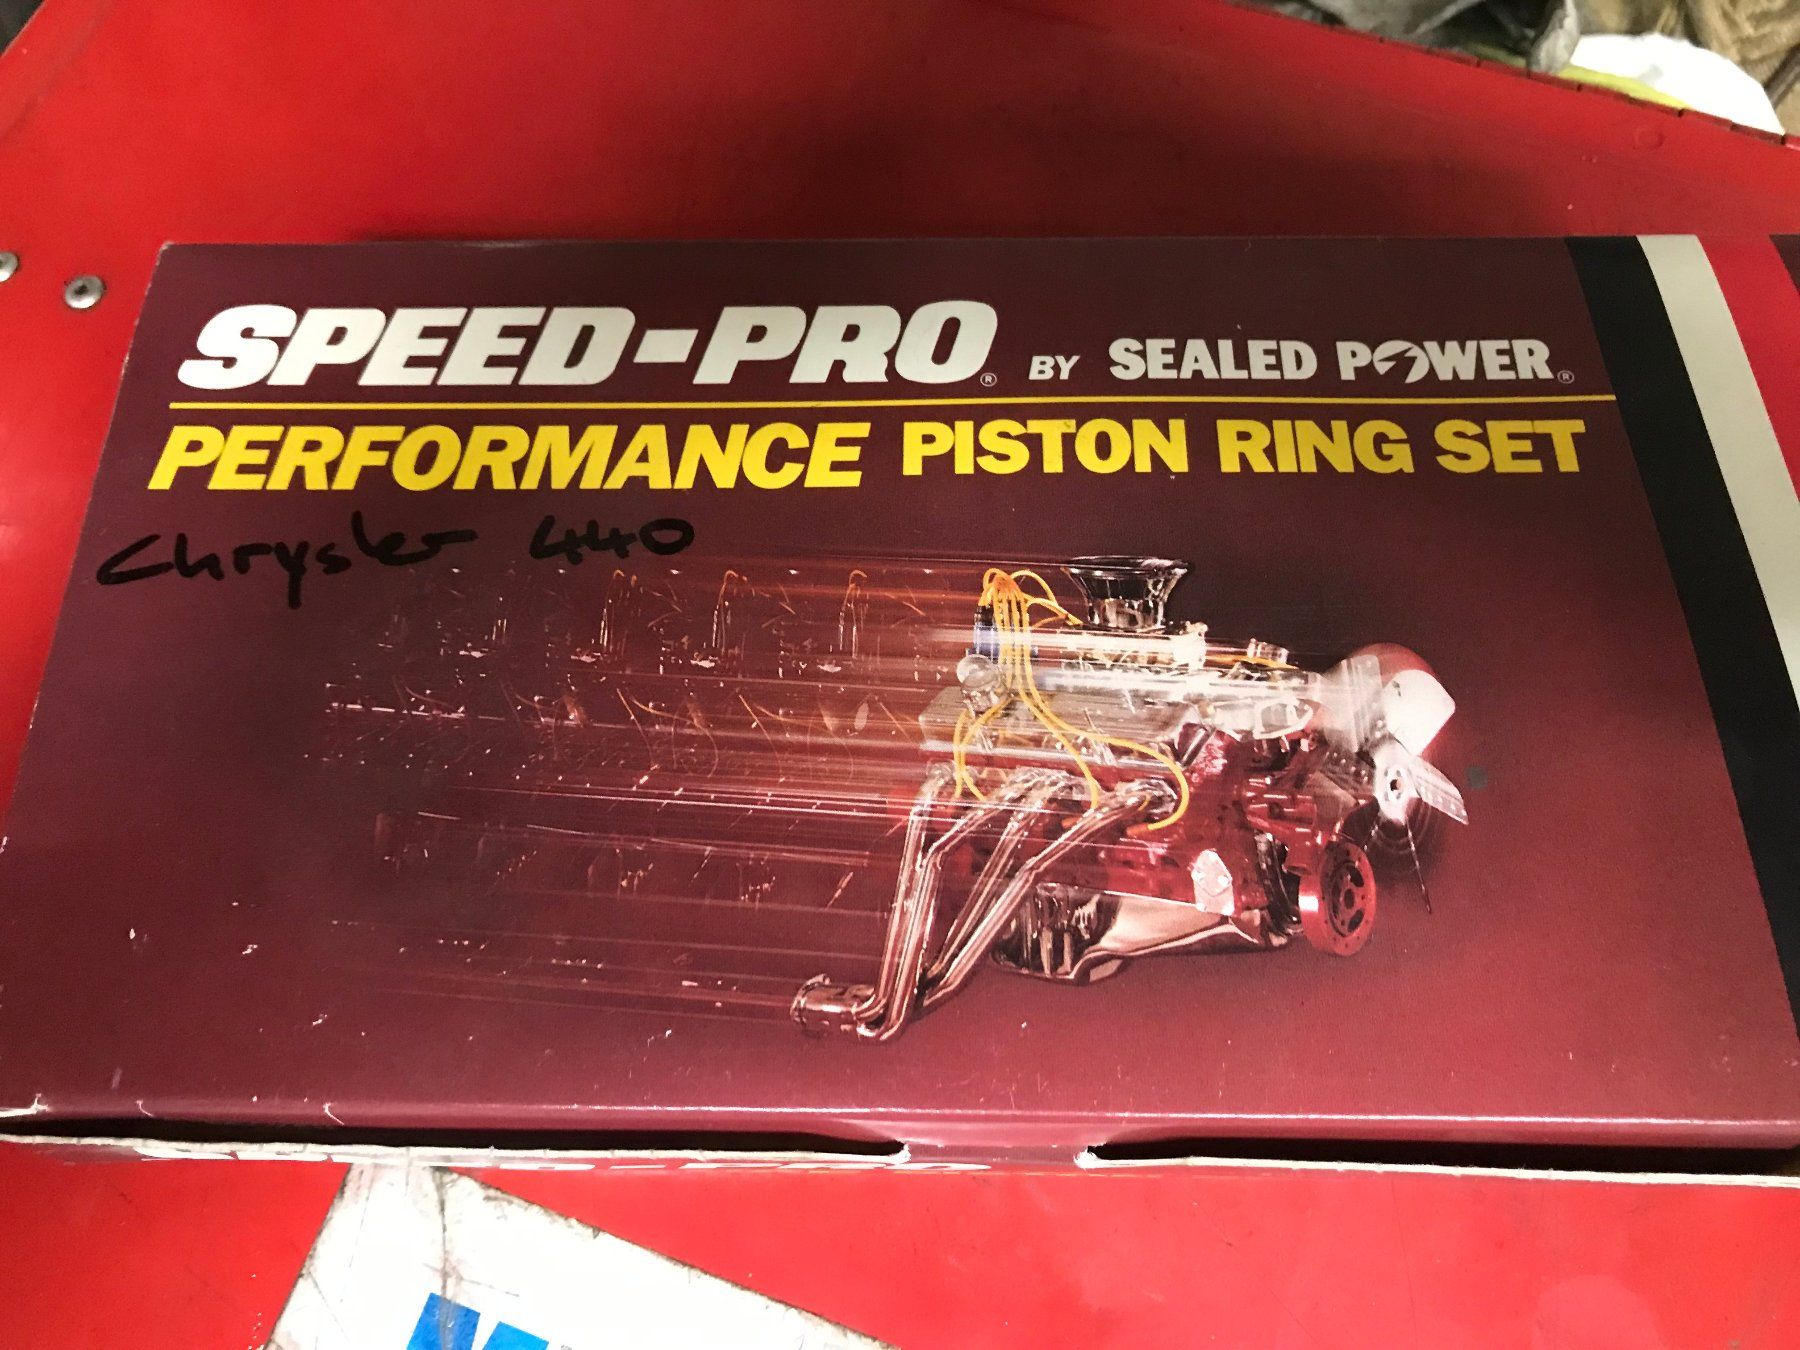 SPEED-PRO® BY SEALED POWER®
PERFORMANCE PISTON RING SET
Chrysler 440